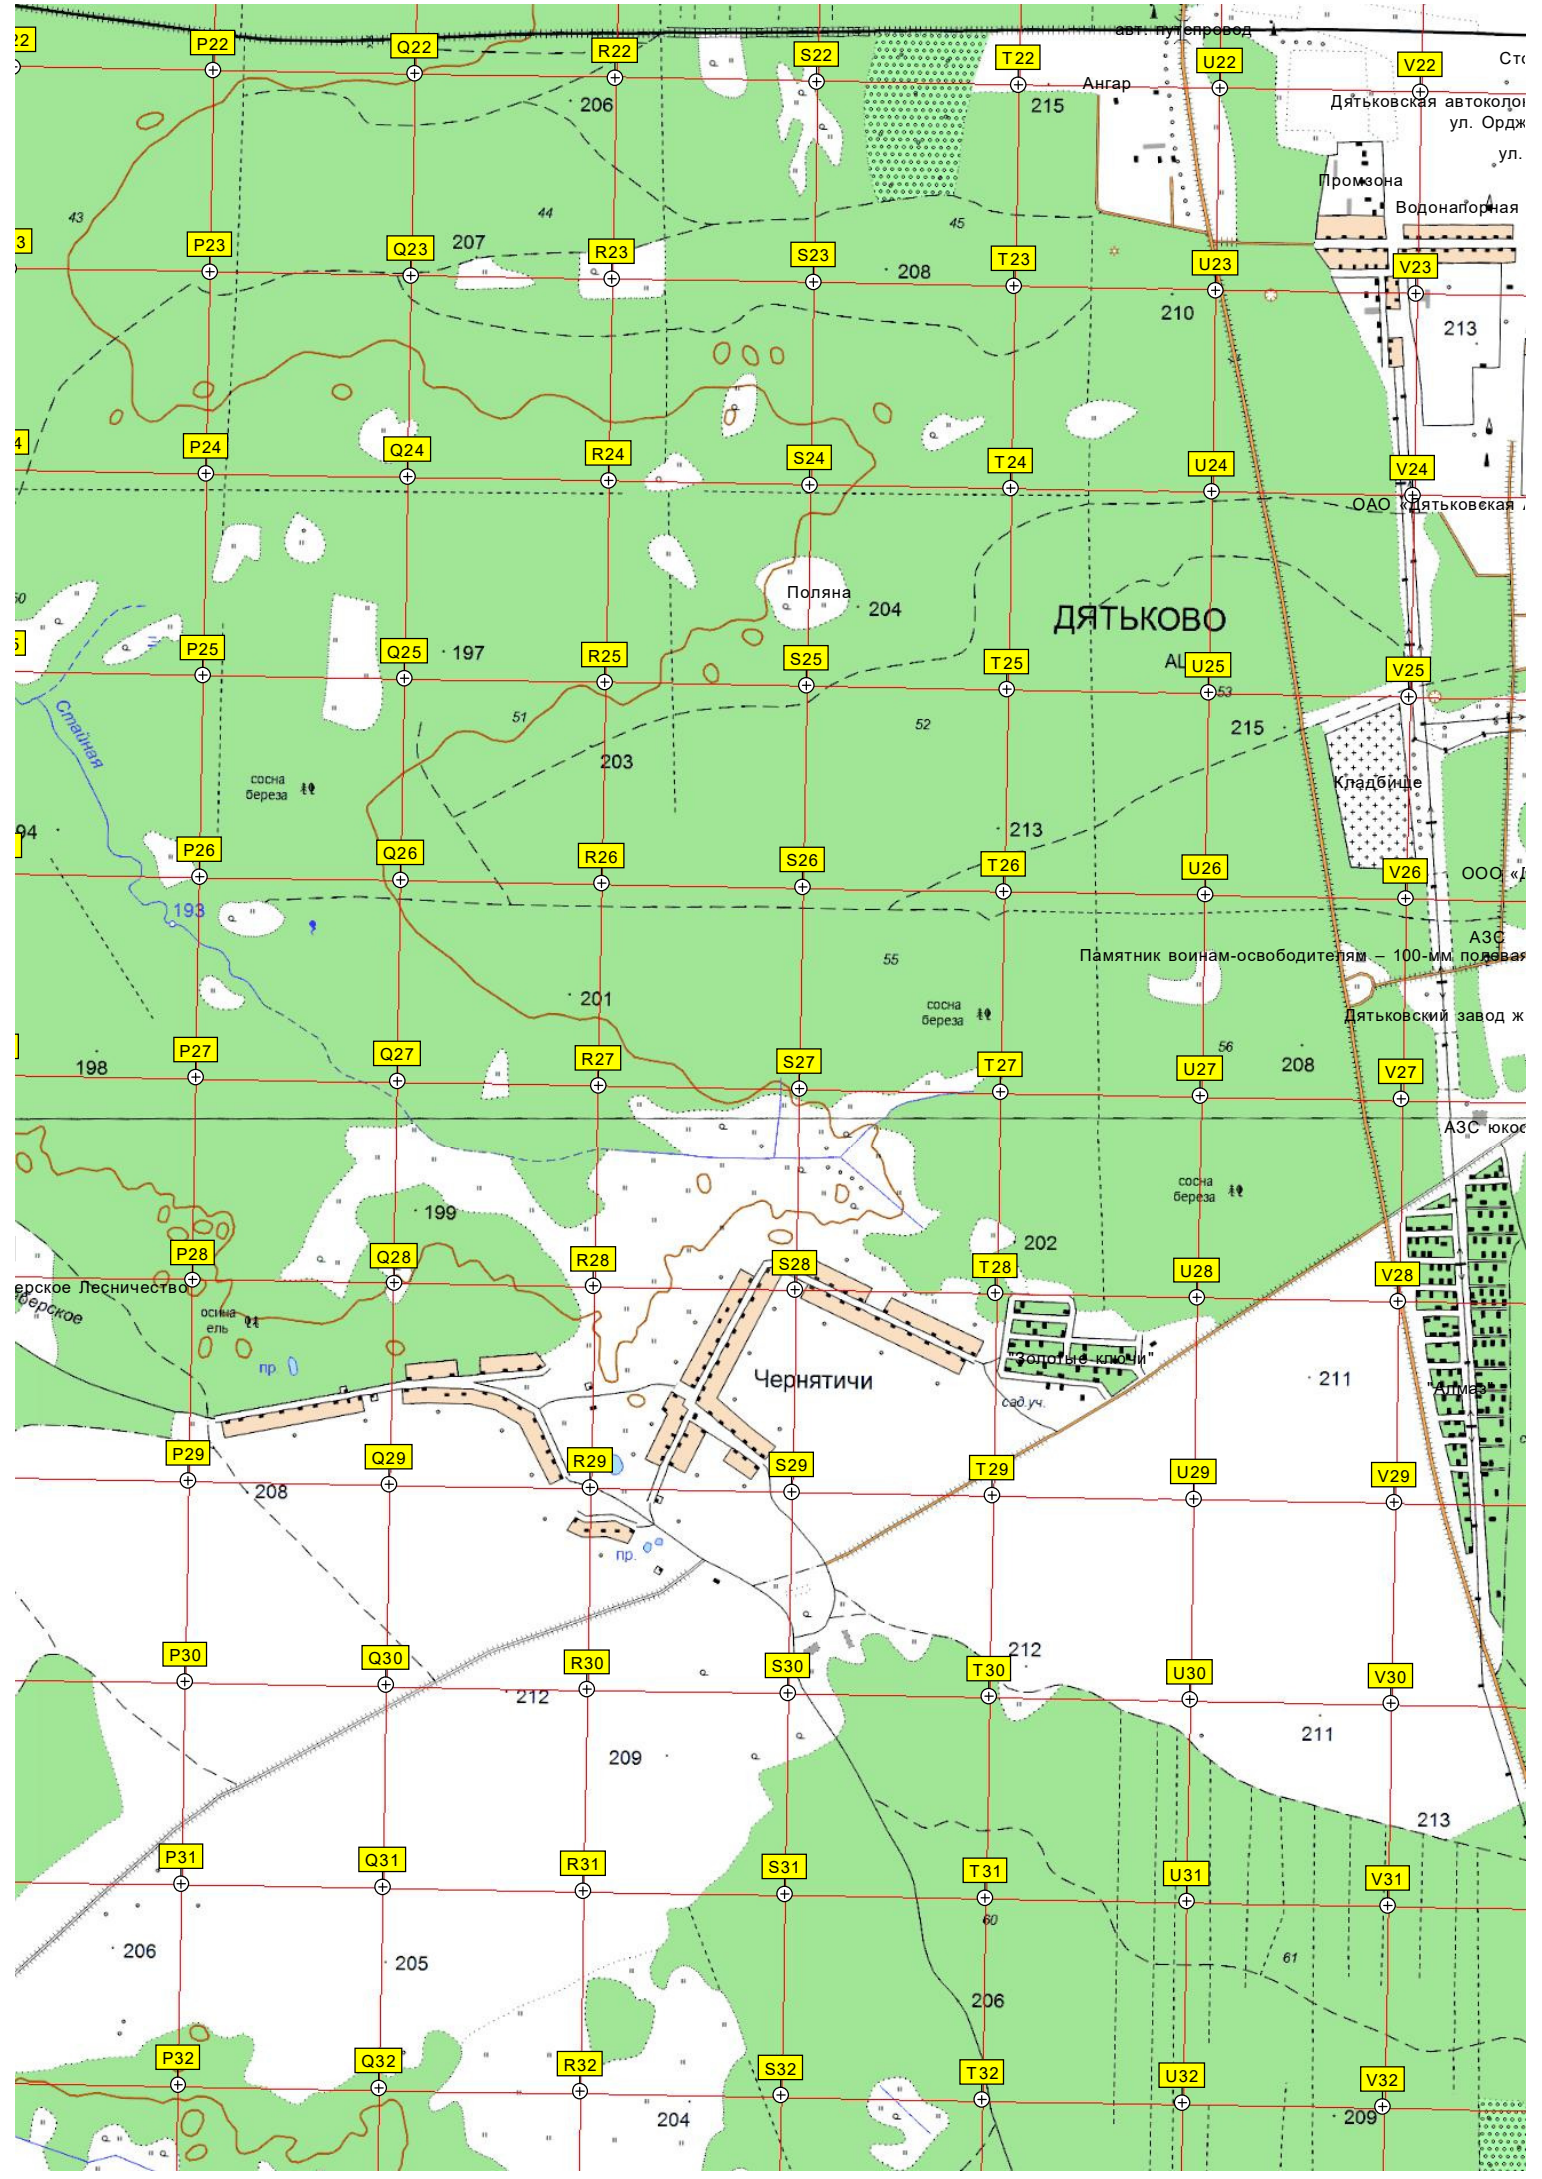 авт. путепровод
22
P22
Q22
R22
S22
T22
U22
V22
Ст
Ангар
206
215
Дятьковская автоколон
ул. Ордж
ул.
Промзона
43
44
45
Водонапорная
3
P23
Q23
207
R23
S23
208
T23
U23
V23
210
213
4
P24
Q24
R24
S24
T24
U24
V24
ОАО «Дятьковская
Поляна
204
ДЯТЬКОВО
P25
Q25
197
R25
S25
T25
U25
V25
53
51
52
215
Стайная
203
сосна
береза
Кладбище
94
213
P26
Q26
R26
S26
T26
U26
V26
ООО «Д
193
АЗС
55
Памятник воинам-освободителям – 100-мм полевая
201
сосна
береза
Дятьковский завод ж
56
198
P27
Q27
R27
S27
T27
U27
208
V27
АЗС юкос
сосна
береза
199
202
P28
Q28
R28
S28
T28
U28
V28
ерское Лесничество
берское
осина
ель
пр.
"Золотые ключи"
Чернятичи
211
"Алмаз"
сад.уч.
P29
Q29
R29
S29
T29
U29
V29
208
пр.
P30
Q30
R30
S30
T30
212
U30
V30
212
211
209
213
P31
Q31
R31
S31
T31
U31
V31
60
206
205
61
206
P32
Q32
R32
S32
T32
U32
V32
204
209